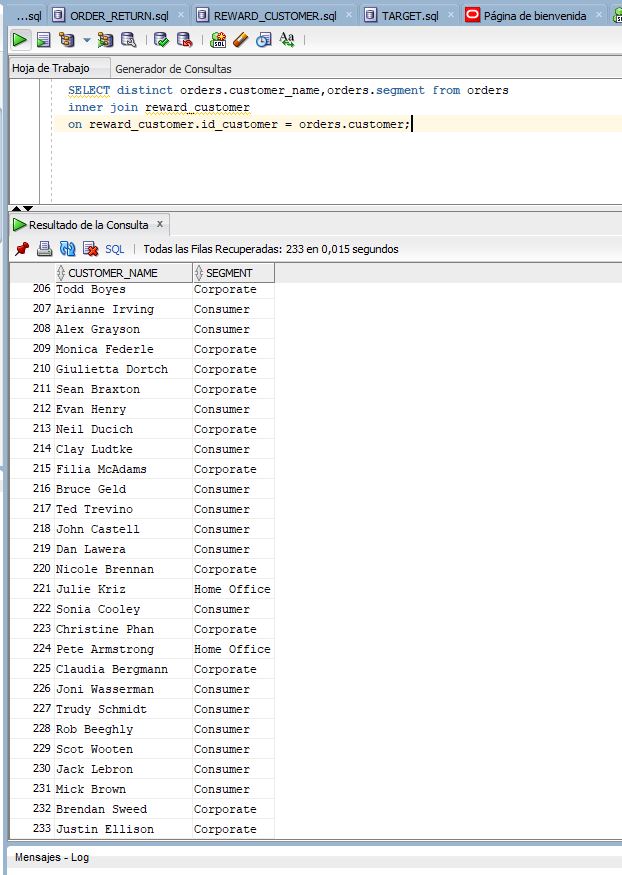 ...sql ORDER_RETURN.sql REWARD_CUSTOMER.sql TARGET.sql Página de bienvenida
SQL Aa
Hoja de Trabajo Generador de Consultas
SELECT distinct orders.customer_name,orders.segment from orders
inner join reward_customer
on reward_customer.id_customer = orders.customer;
Resultado de la Consulta x
SQL Todas las Filas Recuperadas: 233 en 0,015 segundos
CUSTOMER_NAME SEGMENT
206 Todd Boyes Corporate
207 Arianne Irving Consumer
208 Alex Grayson Consumer
209 Monica Federle Corporate
210 Giulietta Dortch Corporate
211 Sean Braxton Corporate
212 Evan Henry Consumer
213 Neil Ducich Corporate
214 Clay Ludtke Consumer
215 Filia McAdams Corporate
216 Bruce Geld Consumer
217 Ted Trevino Consumer
218 John Castell Consumer
219 Dan Lawera Consumer
220 Nicole Brennan Corporate
221 Julie Kriz Home Office
222 Sonia Cooley Consumer
223 Christine Phan Corporate
224 Pete Armstrong Home Office
225 Claudia Bergmann Corporate
226 Joni Wasserman Consumer
227 Trudy Schmidt Consumer
228 Rob Beeghly Consumer
229 Scot Wooten Consumer
230 Jack Lebron Consumer
231 Mick Brown Consumer
232 Brendan Sweed Corporate
233 Justin Ellison Corporate
Mensajes - Log